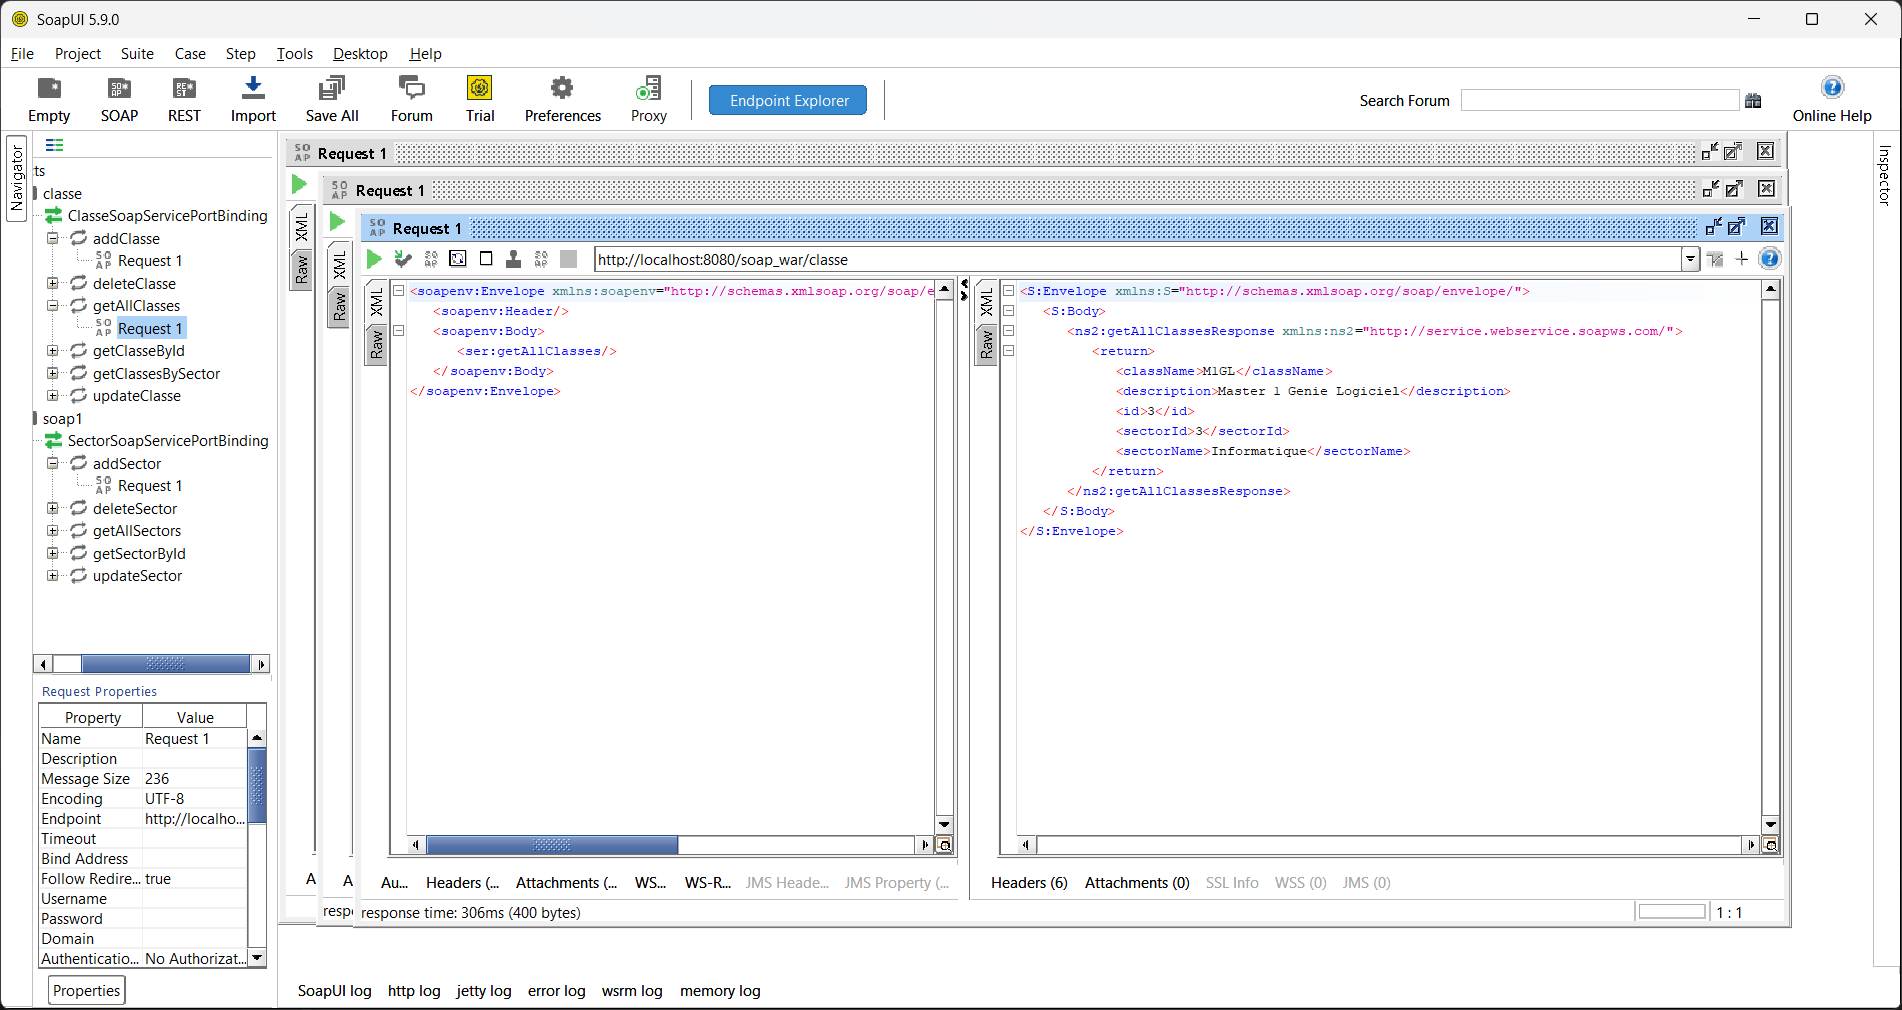 SoapUI 5.9.0
File Project Suite Case Step Tools Desktop Help
Empty SOAP REST Import Save All Forum Trial Preferences Proxy
Endpoint Explorer
Search Forum
Online Help
Navigator
ts
classe
ClasseSoapServicePortBinding
addClasse
Request 1
deleteClasse
getAllClasses
Request 1
getClasseById
getClassesBySector
updateClasse
soap1
SectorSoapServicePortBinding
addSector
Request 1
deleteSector
getAllSectors
getSectorById
updateSector
Request Properties
Property Value
Name Request 1
Description
Message Size 236
Encoding UTF-8
Endpoint http://localho...
Timeout
Bind Address
Follow Redire... true
Username
Password
Domain
Authenticatio... No Authorizat...
Properties
Request 1
XML
Raw
A
Request 1
XML
Raw
A
resp
Request 1
http://localhost:8080/soap_war/classe
XML
Raw
<soapenv:Envelope xmlns:soapenv="http://schemas.xmlsoap.org/soap/e
<soapenv:Header/>
<soapenv:Body>
<ser:getAllClasses/>
</soapenv:Body>
</soapenv:Envelope>
Au... Headers (... Attachments (... WS... WS-R... JMS Heade... JMS Property (...
XML
Raw
<S:Envelope xmlns:S="http://schemas.xmlsoap.org/soap/envelope/">
<S:Body>
<ns2:getAllClassesResponse xmlns:ns2="http://service.webservice.soapws.com/">
<return>
<className>M1GL</className>
<description>Master 1 Genie Logiciel</description>
<id>3</id>
<sectorId>3</sectorId>
<sectorName>Informatique</sectorName>
</return>
</ns2:getAllClassesResponse>
</S:Body>
</S:Envelope>
Headers (6) Attachments (0) SSL Info WSS (0) JMS (0)
response time: 306ms (400 bytes)
1 : 1
Inspector
SoapUI log http log jetty log error log wsrm log memory log